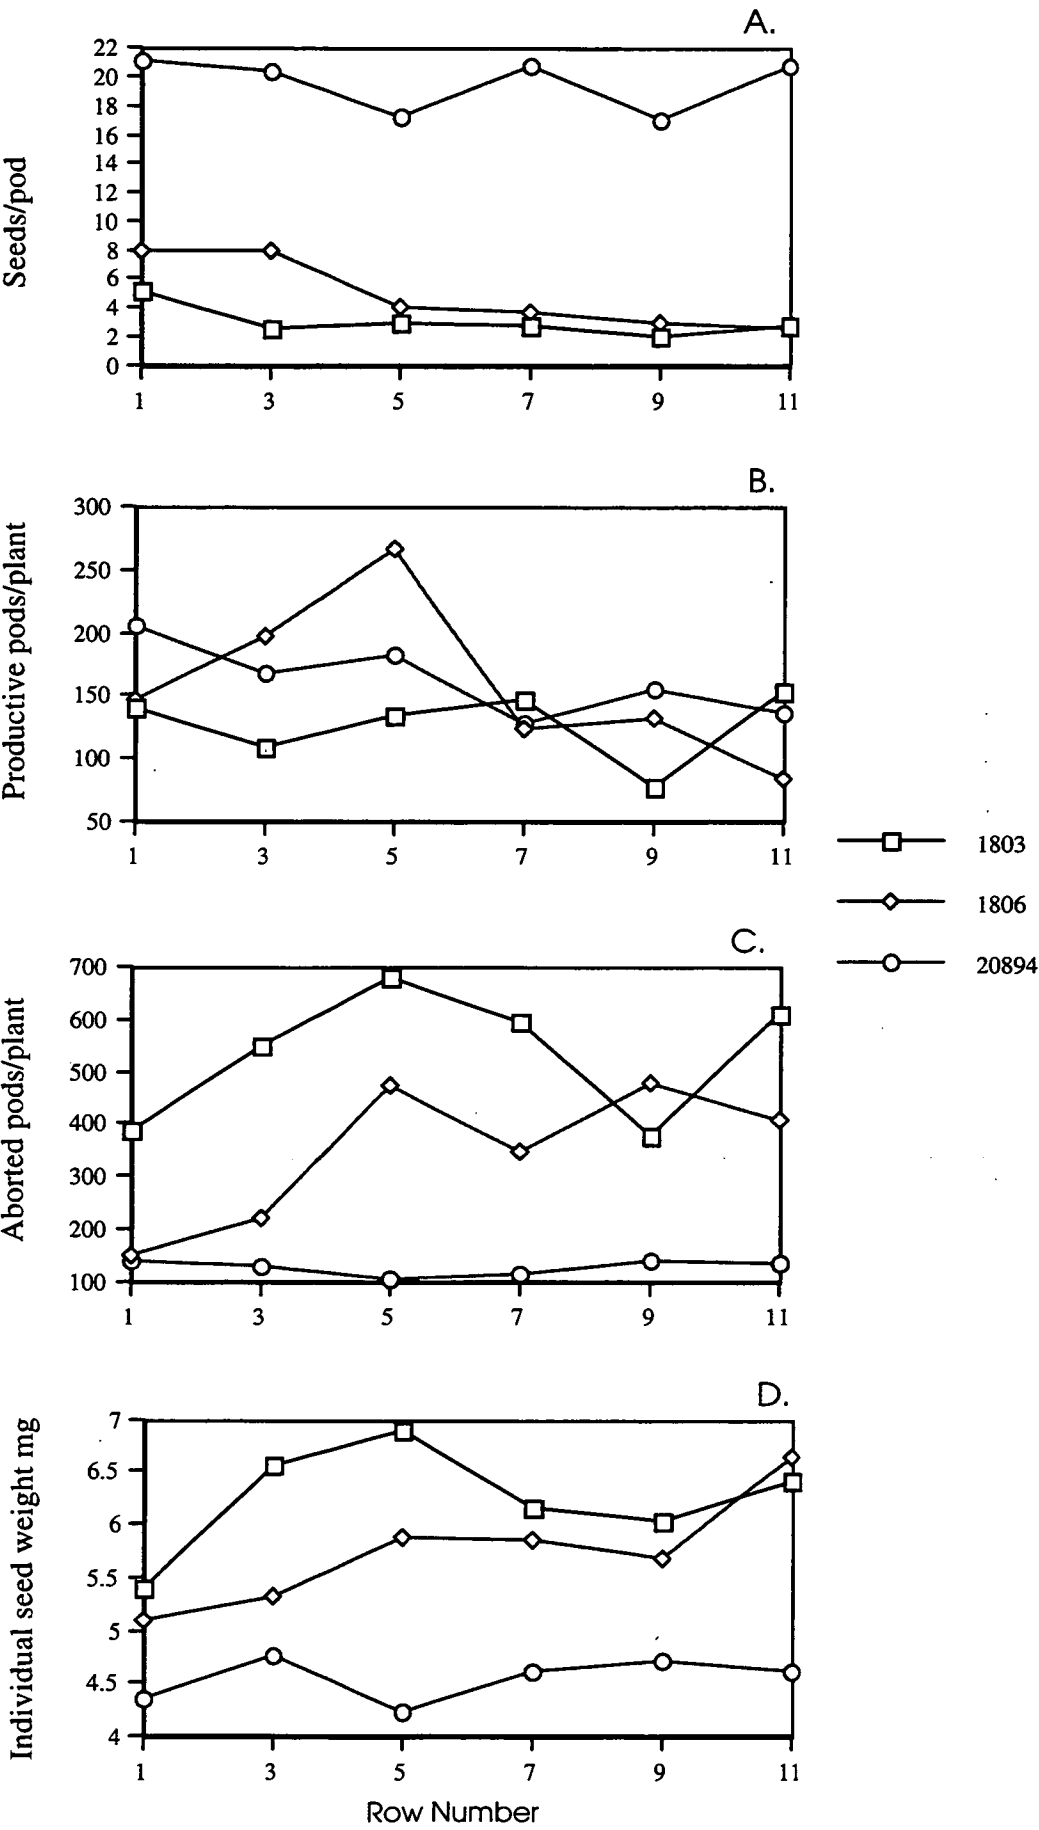 A.
Seeds/pod
22
20
18
16
14
12
10
8
6
4
2
0
1 3 5 7 9 11
B.
Productive pods/plant
300
250
200
150
100
50
1 3 5 7 9 11
1803
1806
20894
C.
Aborted pods/plant
700
600
500
400
300
200
100
1 3 5 7 9 11
D.
Individual seed weight mg
7
6.5
6
5.5
5
4.5
4
1 3 5 7 9 11
Row Number